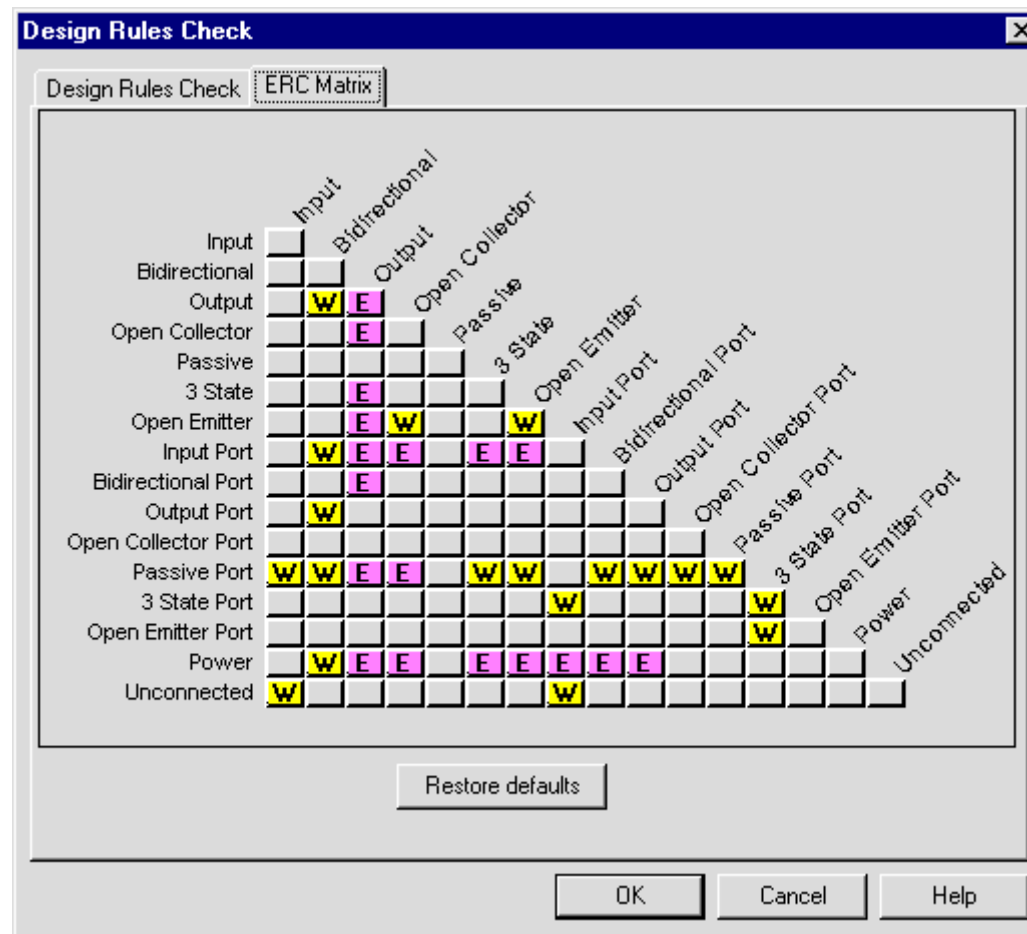 Design Rules Check
Design Rules Check
ERC Matrix
Input
Bidirectional
Output
Open Collector
Passive
3 State
Open Emitter
Input Port
Bidirectional Port
Output Port
Open Collector Port
Passive Port
3 State Port
Open Emitter Port
Power
Unconnected
Input
Bidirectional
Output W E
Open Collector E
Passive
3 State E
Open Emitter E W W
Input Port W E E E E
Bidirectional Port E
Output Port W
Open Collector Port
Passive Port W W E E W W W W W W
3 State Port W W
Open Emitter Port W
Power W E E E E E E E
Unconnected W W
Restore defaults
OK Cancel Help